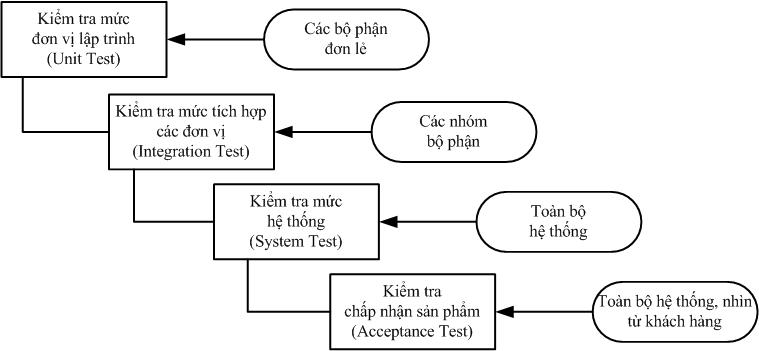 Kiểm tra mức
đơn vị lập trình
(Unit Test)
Các bộ phận
đơn lẻ
Kiểm tra mức tích hợp
các đơn vị
(Integration Test)
Các nhóm
bộ phận
Kiểm tra mức
hệ thống
(System Test)
Toàn bộ
hệ thống
Kiểm tra
chấp nhận sản phẩm
(Acceptance Test)
Toàn bộ hệ thống, nhìn
từ khách hàng